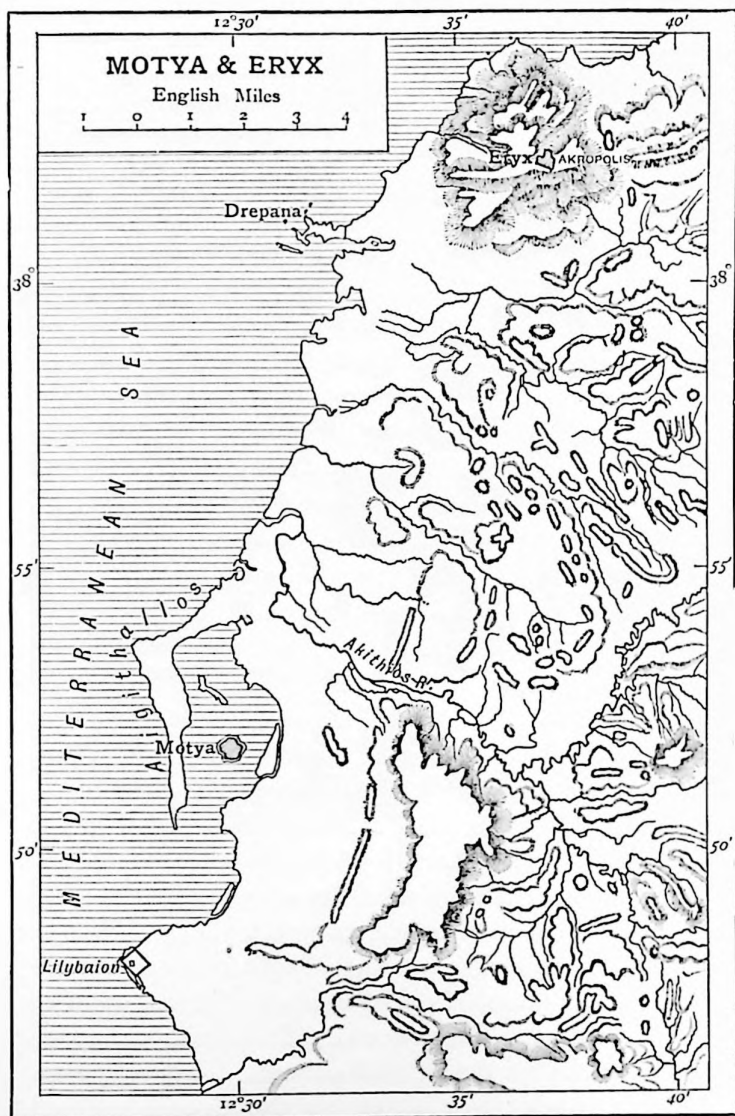 12°30'
35'
40'
MOTYA & ERYX
English Miles
1 0 1 2 3 4
Eryx AKROPOLIS
Drepana
38°
38°
MEDITERRANEAN SEA
55'
55'
Aigithallos
Akithios R.
Motya
50'
50'
Lilybaion
12°30'
35'
40'